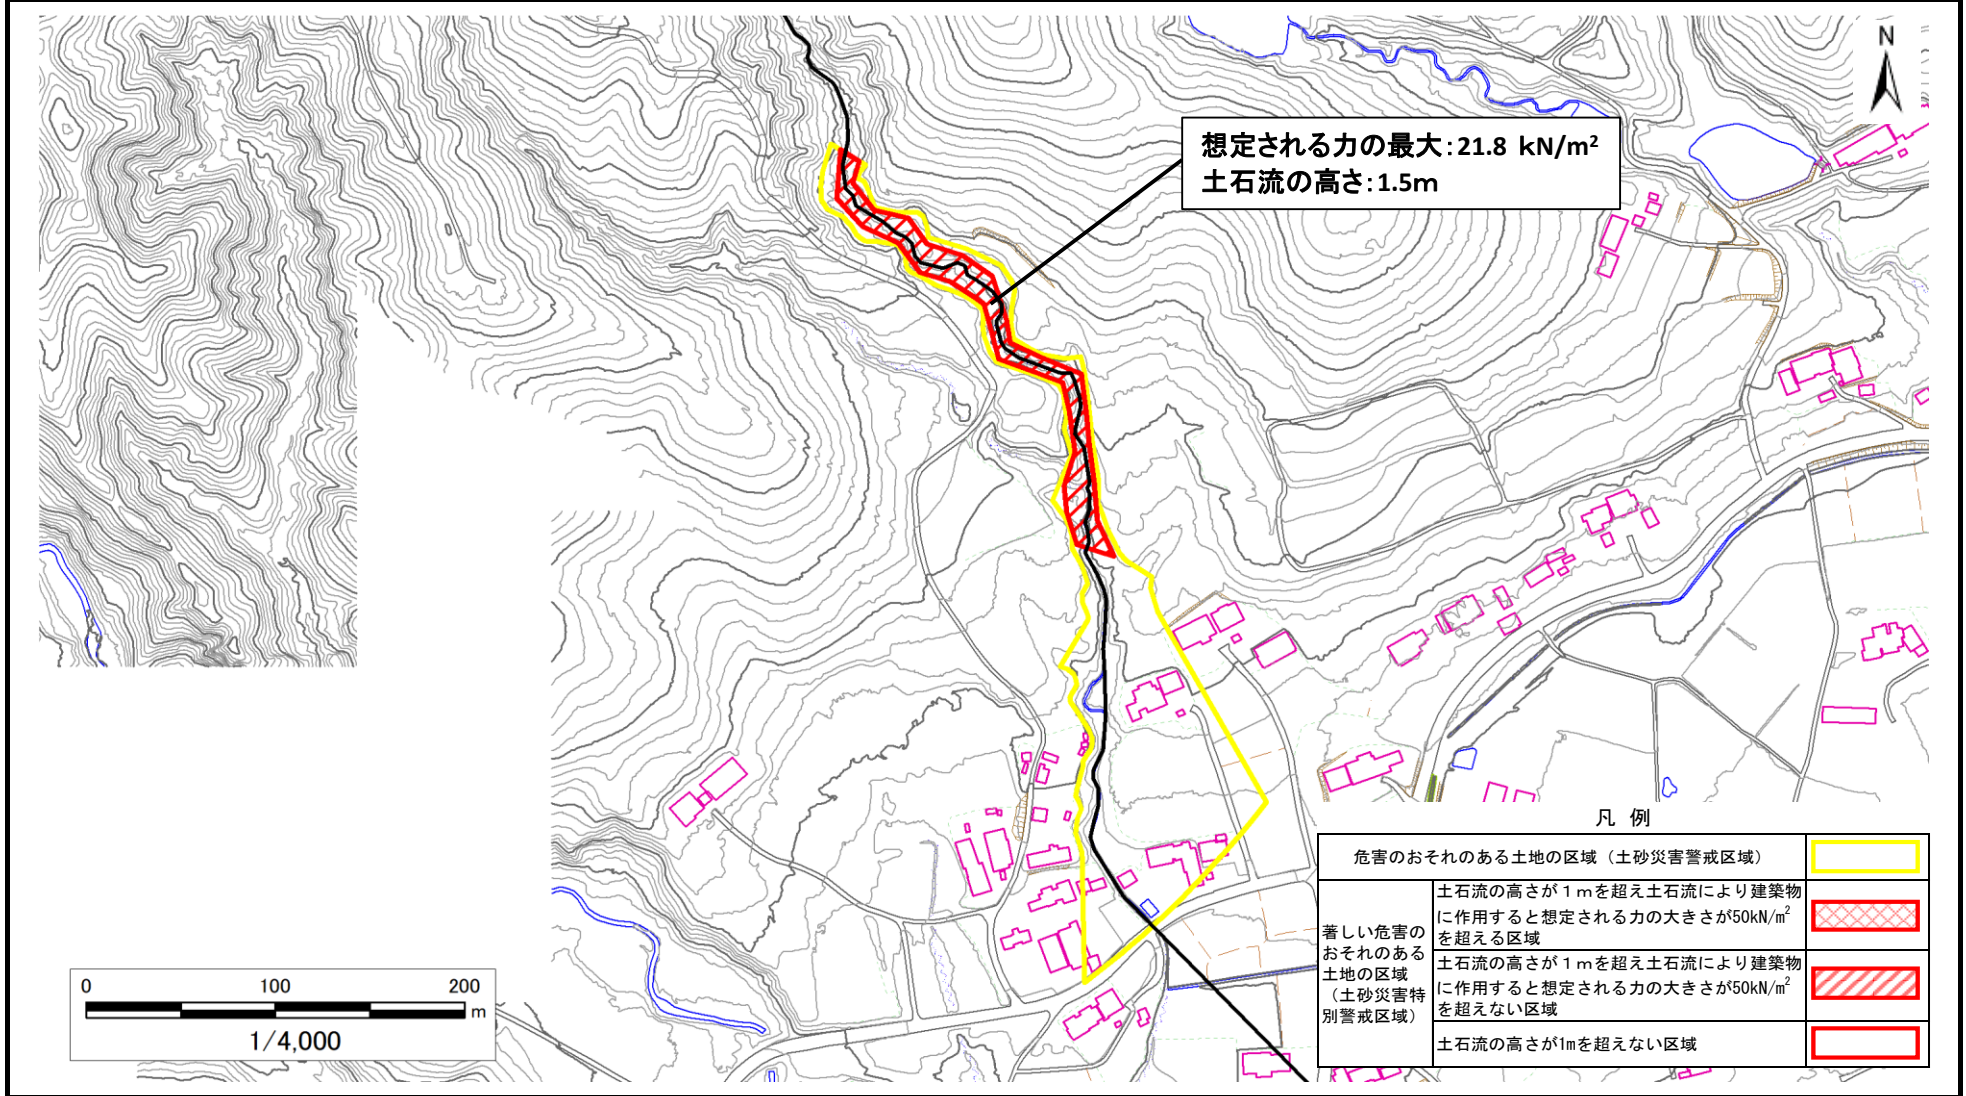 N
想定される力の最大:21.8 kN/m²
土石流の高さ:1.5m
凡 例
危害のおそれのある土地の区域（土砂災害警戒区域）
著しい危害の
おそれのある
土地の区域
（土砂災害特
別警戒区域）
土石流の高さが１ｍを超え土石流により建築物
に作用すると想定される力の大きさが50kN/㎡
を超える区域
土石流の高さが１ｍを超え土石流により建築物
に作用すると想定される力の大きさが50kN/㎡
を超えない区域
土石流の高さが1mを超えない区域
0 100 200
m
1/4,000